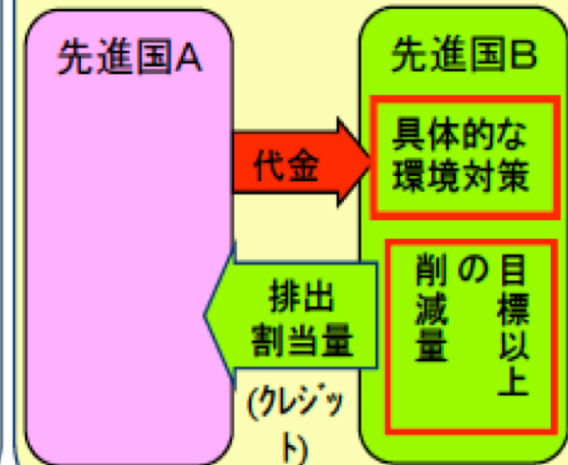 先進国A
先進国B
代金
具体的な
環境対策
排出
割当量
(ｸﾚｼﾞｯ
ﾄ)
目標以上
の
削減量